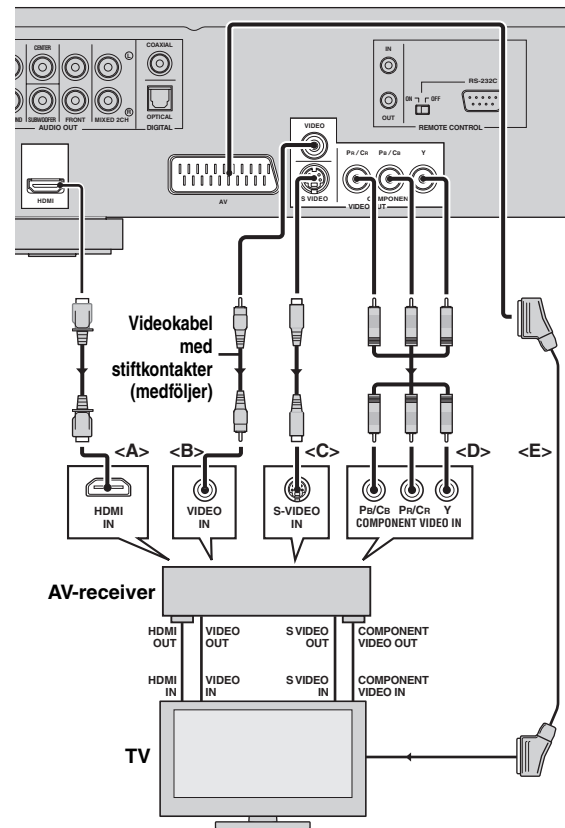 CENTER
COAXIAL
SUBWOOFER
FRONT
MIXED 2CH
OPTICAL
AUDIO OUT
DIGITAL
L
R
IN
OUT
ON
OFF
RS-232C
REMOTE CONTROL
HDMI
AV
VIDEO
S VIDEO
PR / CR
PB / CB
Y
COMPONENT
VIDEO OUT
Videokabel
med
stiftkontakter
(medföljer)
<A>
<B>
<C>
<D>
<E>
HDMI
IN
VIDEO
IN
S-VIDEO
IN
PB/CB
PR/CR
Y
COMPONENT VIDEO IN
AV-receiver
HDMI
OUT
VIDEO
OUT
S VIDEO
OUT
COMPONENT
VIDEO OUT
HDMI
IN
VIDEO
IN
S VIDEO
IN
COMPONENT
VIDEO IN
TV